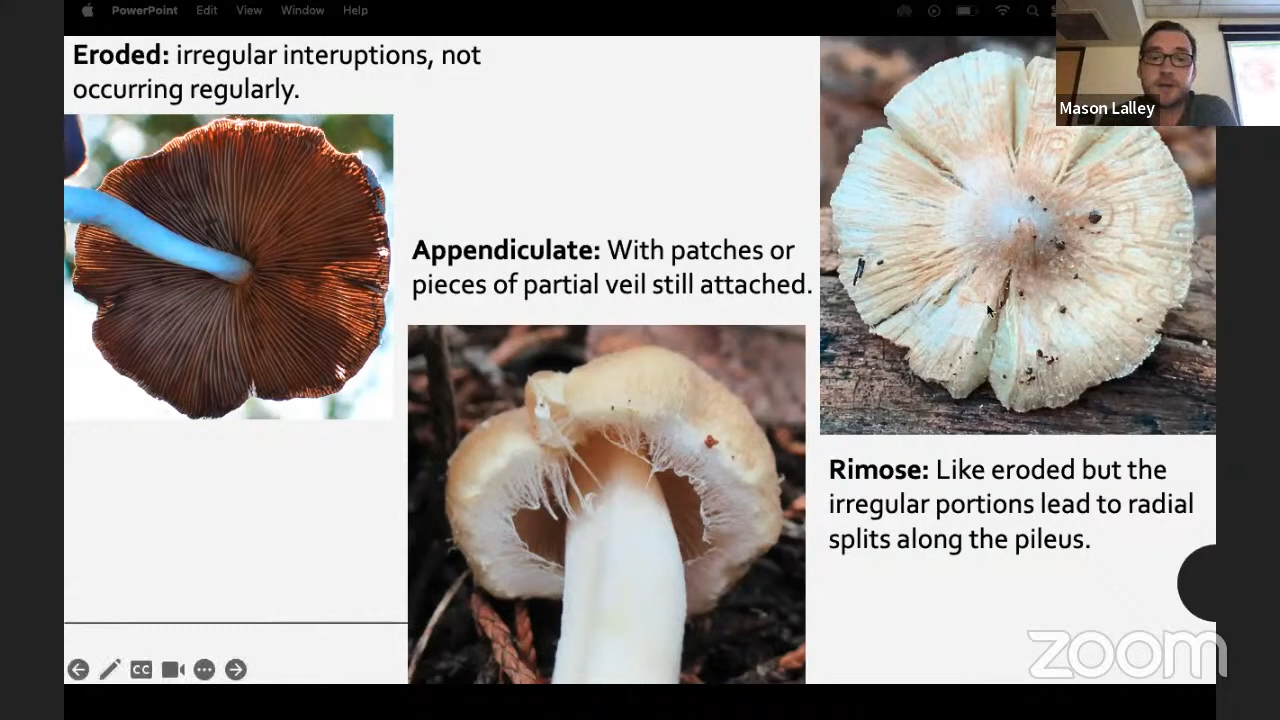 PowerPoint Edit View Window Help
Mason Lalley
Eroded: irregular interuptions, not
occurring regularly.
Appendiculate: With patches or
pieces of partial veil still attached.
Rimose: Like eroded but the
irregular portions lead to radial
splits along the pileus.
CC
zoom